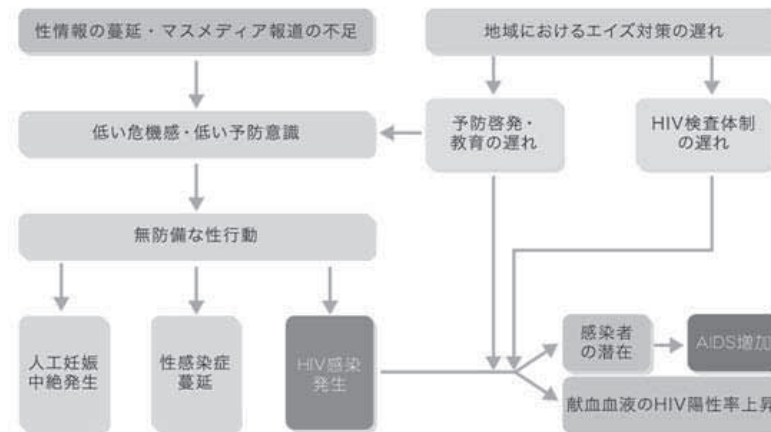 性情報の蔓延・マスメディア報道の不足
地域におけるエイズ対策の遅れ
低い危機感・低い予防意識
予防啓発・
教育の遅れ
HIV検査体制
の遅れ
無防備な性行動
人工妊娠
中絶発生
性感染症
蔓延
HIV感染
発生
感染者
の潜在
AIDS増加
献血血液のHIV陽性率上昇